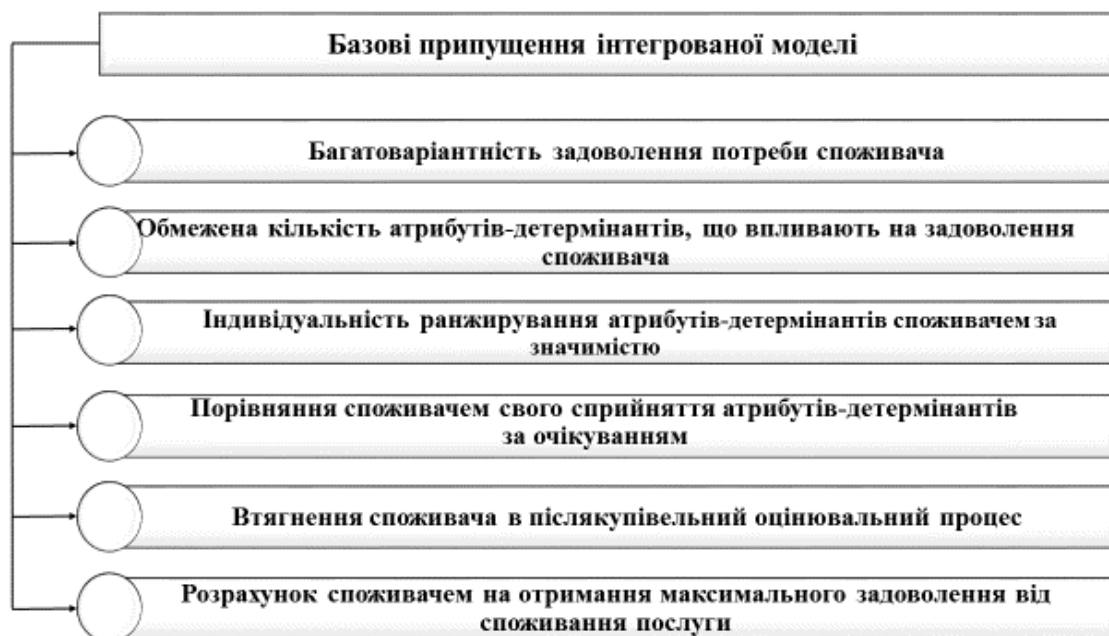 Базові припущення інтегрованої моделі
Багатоваріантність задоволення потреби споживача
Обмежена кількість атрибутів-детермінантів, що впливають на задоволення
споживача
Індивідуальність ранжирування атрибутів-детермінантів споживачем за
значимістю
Порівняння споживачем свого сприйняття атрибутів-детермінантів
за очікуванням
Втягнення споживача в післякупівельний оцінювальний процес
Розрахунок споживачем на отримання максимального задоволення від
споживання послуги